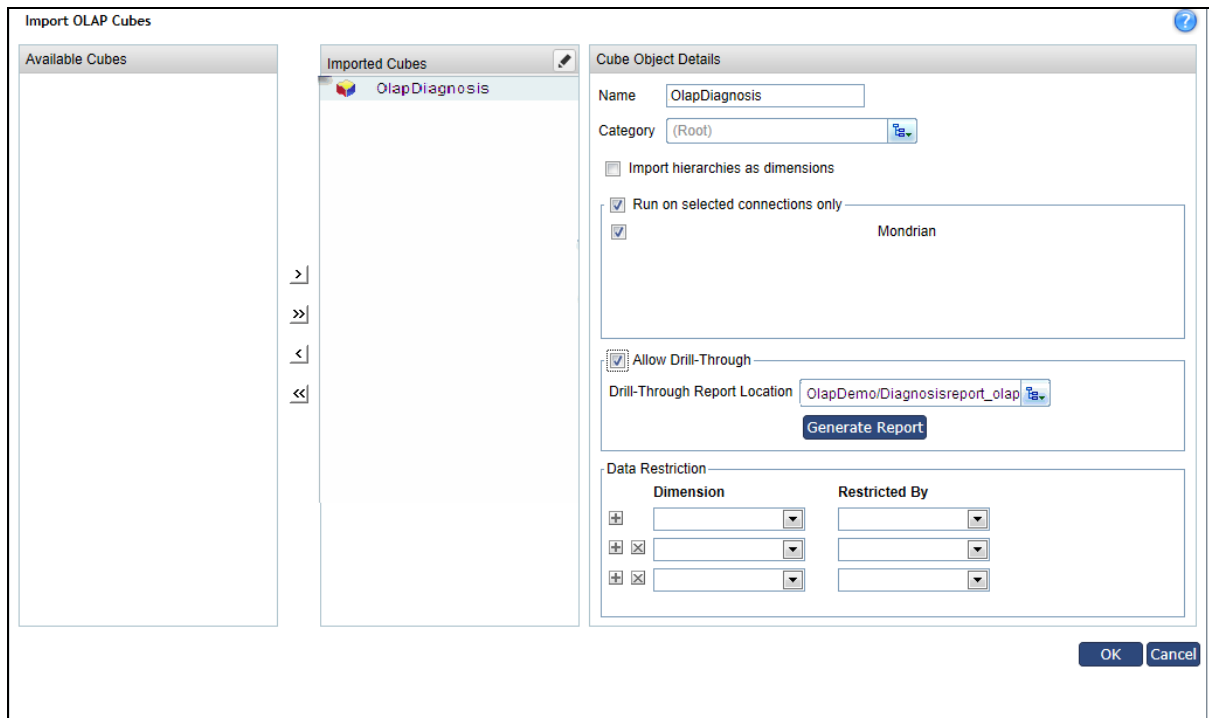 Import OLAP Cubes
?
Available Cubes
Imported Cubes
Cube Object Details
OlapDiagnosis
Name OlapDiagnosis
Category (Root)
Import hierarchies as dimensions
Run on selected connections only
Mondrian
>
>>
<
<<
Allow Drill-Through
Drill-Through Report Location OlapDemo/Diagnosisreport_olap
Generate Report
Data Restriction
Dimension Restricted By
OK Cancel